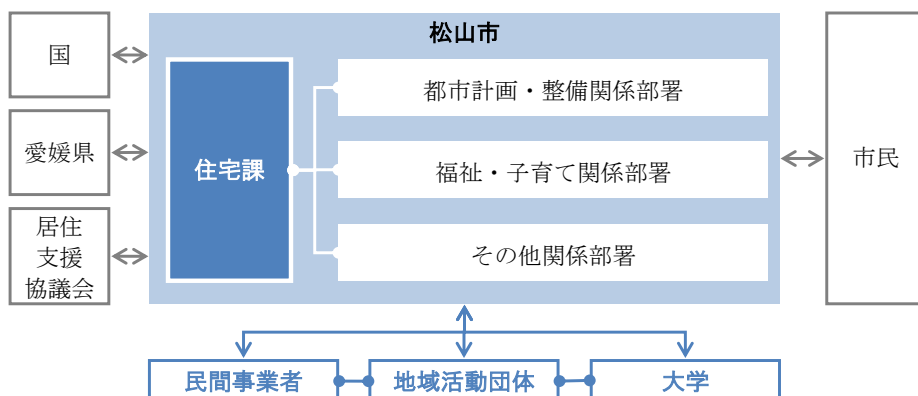 松山市
国
愛媛県
居住
支援
協議会
住宅課
都市計画・整備関係部署
福祉・子育て関係部署
その他関係部署
市民
民間事業者
地域活動団体
大学